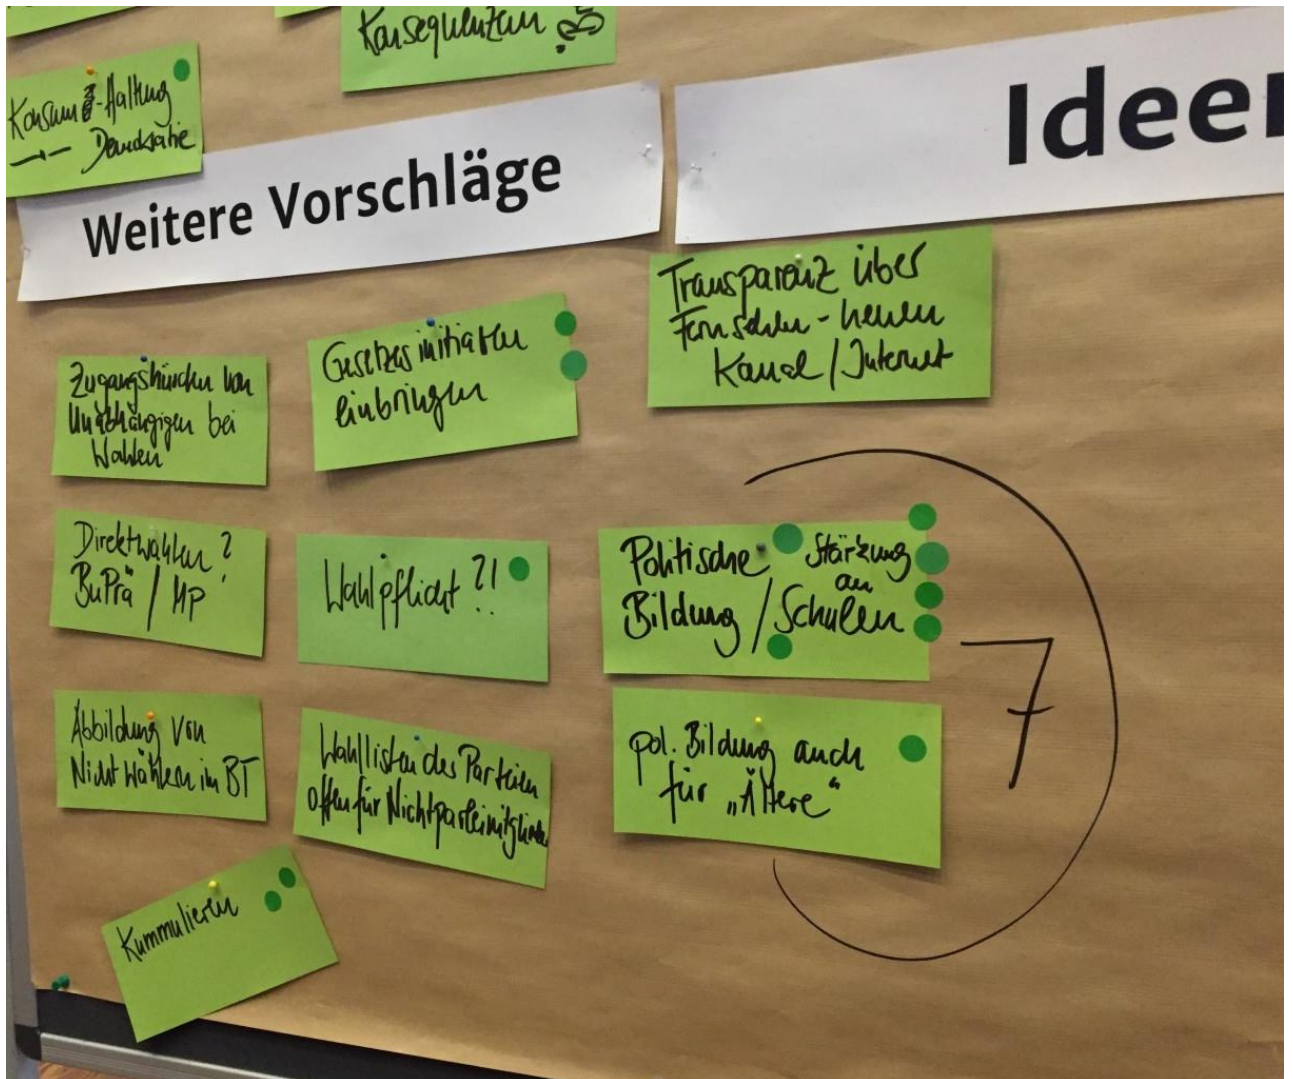 Konsequenzen
Konsum-Haltung
Demokratie
Weitere Vorschläge
Ideen
Transparenz über
Fernsehen - neuen
Kanal / Internet
Zugangshürden von
Unabhängigen bei
Wahlen
Gesetzesinitiativen
einbringen
Direktwahlen?
BuPrä / MP
Wahlpflicht?!
Politische
Bildung /
Stärkung
an
Schulen
7
Abbildung von
Nichtwählern im BT
Wahllisten der Parteien
offen für Nichtparteimitglieder
pol. Bildung auch
für „Ältere“
Kummulieren